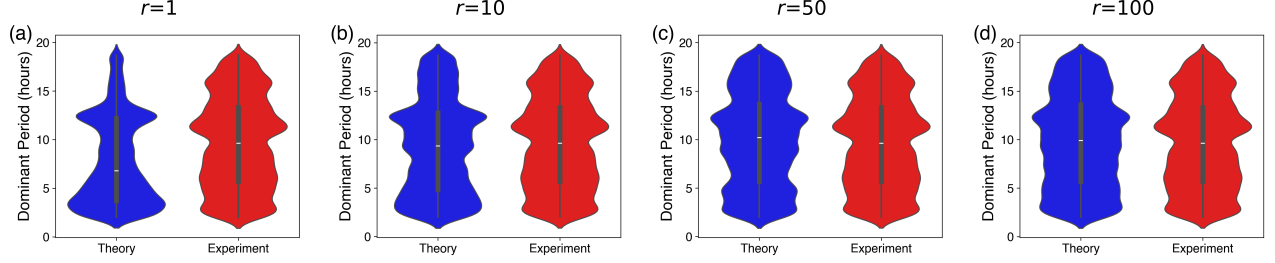 r=1
r=10
r=50
r=100
(a)
Dominant Period (hours)
20
15
10
5
0
Theory
Experiment
(b)
Dominant Period (hours)
20
15
10
5
0
Theory
Experiment
(c)
Dominant Period (hours)
20
15
10
5
0
Theory
Experiment
(d)
Dominant Period (hours)
20
15
10
5
0
Theory
Experiment